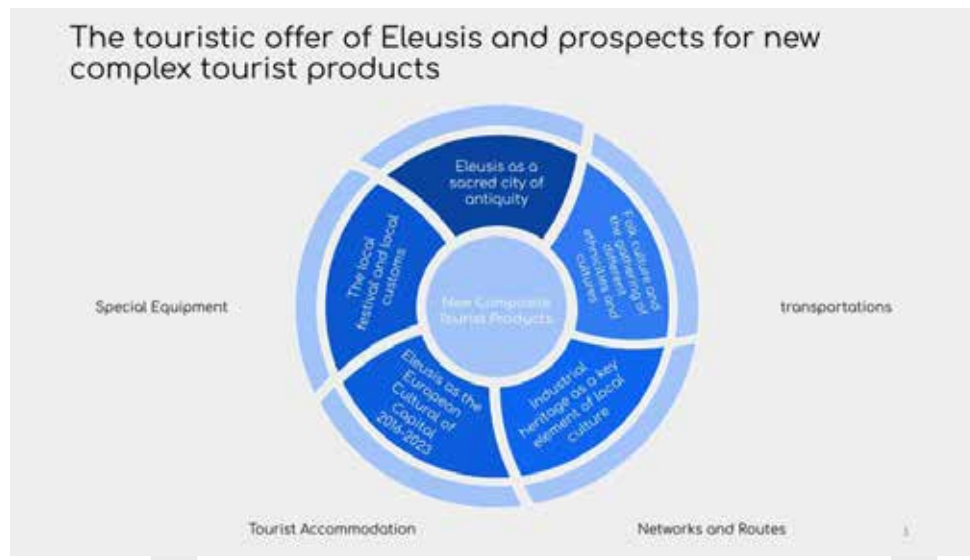 The touristic offer of Eleusis and prospects for new
complex tourist products
Eleusis as a
sacred city of
antiquity
Folk culture and
the gathering of
different
ethnicities and
cultures
Industrial
heritage as a key
element of local
culture
Eleusis as the
European
Cultural of
Capital
2016-2023
The local
festival and local
customs
New Composite
Tourist Products
Special Equipment
transportations
Tourist Accommodation
Networks and Routes